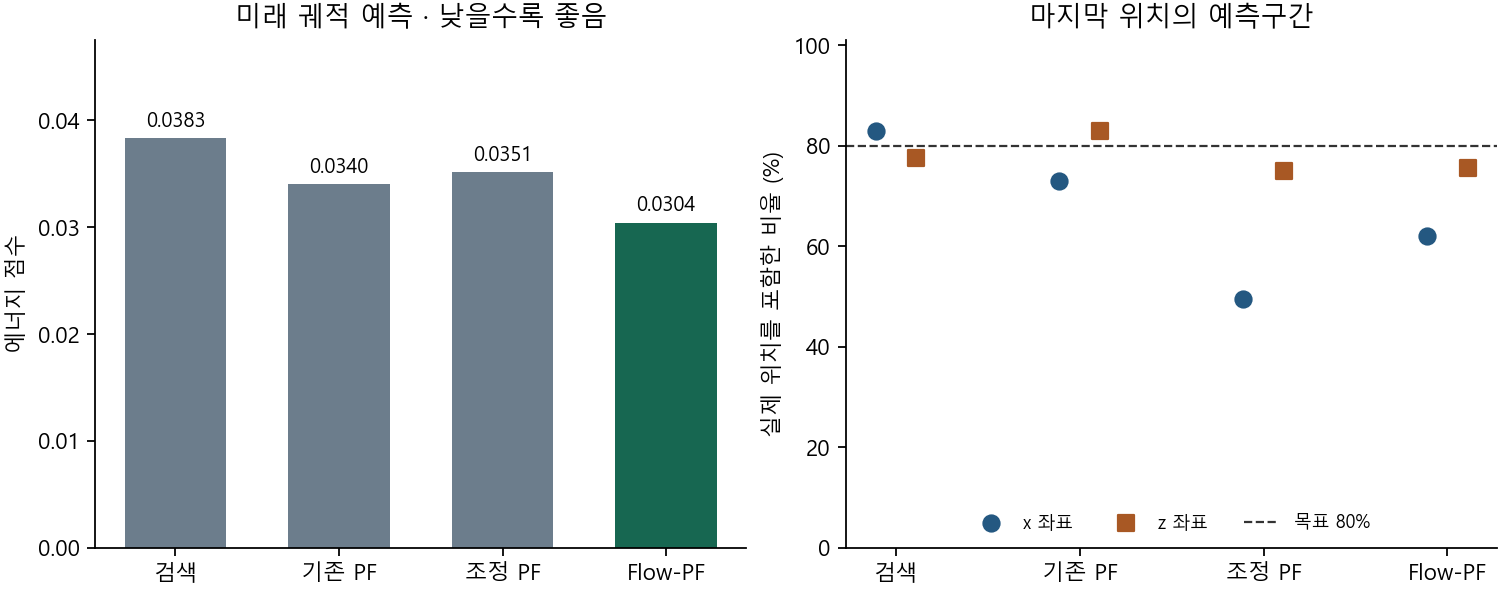 미래 궤적 예측 · 낮을수록 좋음
에너지 점수
0.04
0.03
0.02
0.01
0.00
0.0383
0.0340
0.0351
0.0304
검색
기존 PF
조정 PF
Flow-PF
마지막 위치의 예측구간
실제 위치를 포함한 비율 (%)
100
80
60
40
20
0
x 좌표
z 좌표
목표 80%
검색
기존 PF
조정 PF
Flow-PF